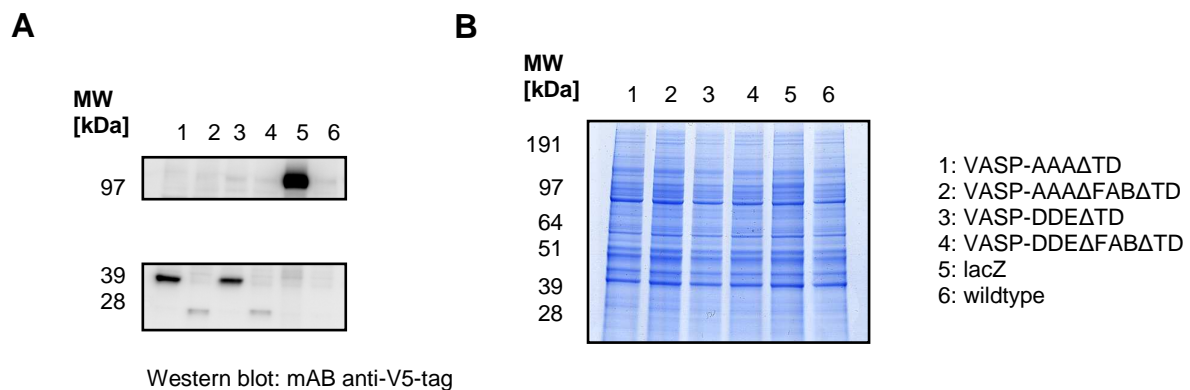 A
MW
[kDa]
1 2 3 4 5 6
97
39
28
Western blot: mAB anti-V5-tag
B
MW
[kDa]
1 2 3 4 5 6
191
97
64
51
39
28
1: VASP-AAAΔTD
2: VASP-AAAΔFABΔTD
3: VASP-DDEΔTD
4: VASP-DDEΔFABΔTD
5: lacZ
6: wildtype